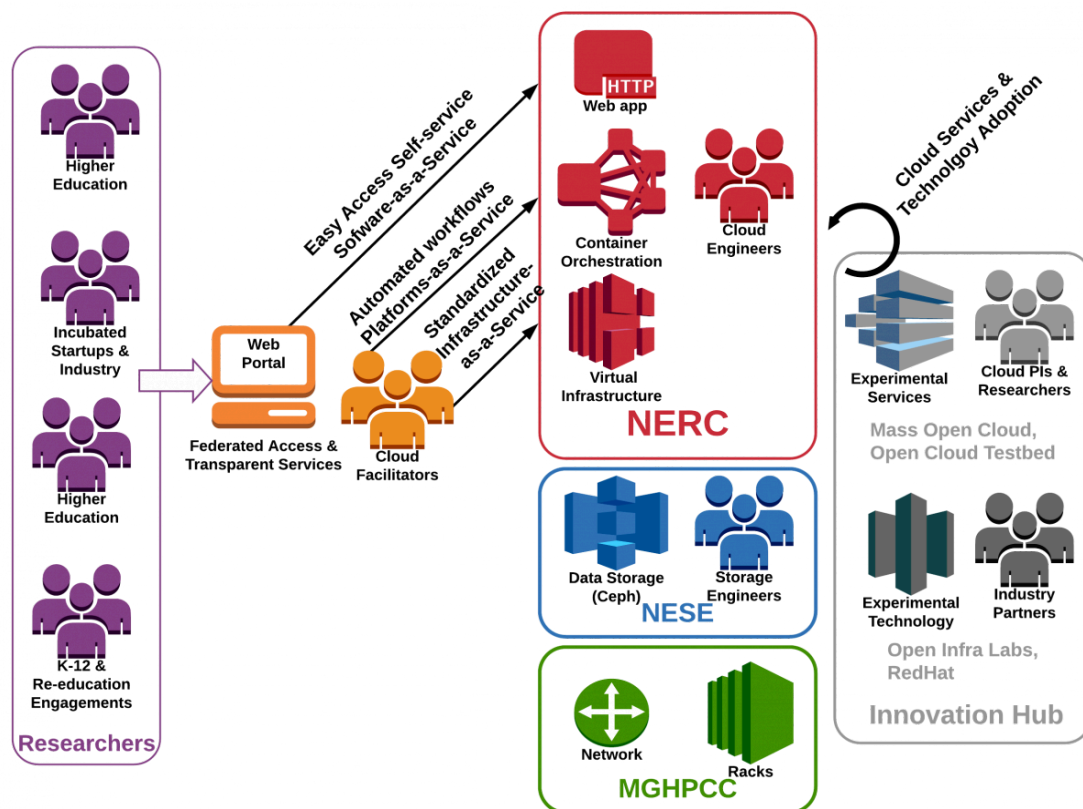 Higher
Education
Incubated
Startups &
Industry
Higher
Education
K-12 &
Re-education
Engagements
Researchers
Web
Portal
Federated Access &
Transparent Services
Cloud
Facilitators
Easy Access Self-service
Sofware-as-a-Service
Automated workflows
Platforms-as-a-Service
Standardized
Infrastructure-
as-a-Service
HTTP
Web app
Container
Orchestration
Cloud
Engineers
Virtual
Infrastructure
NERC
Data Storage
(Ceph)
Storage
Engineers
NESE
Network
Racks
MGHPCC
Cloud Services &
Technolgoy Adoption
Experimental
Services
Cloud PIs &
Researchers
Mass Open Cloud,
Open Cloud Testbed
Experimental
Technology
Industry
Partners
Open Infra Labs,
RedHat
Innovation Hub